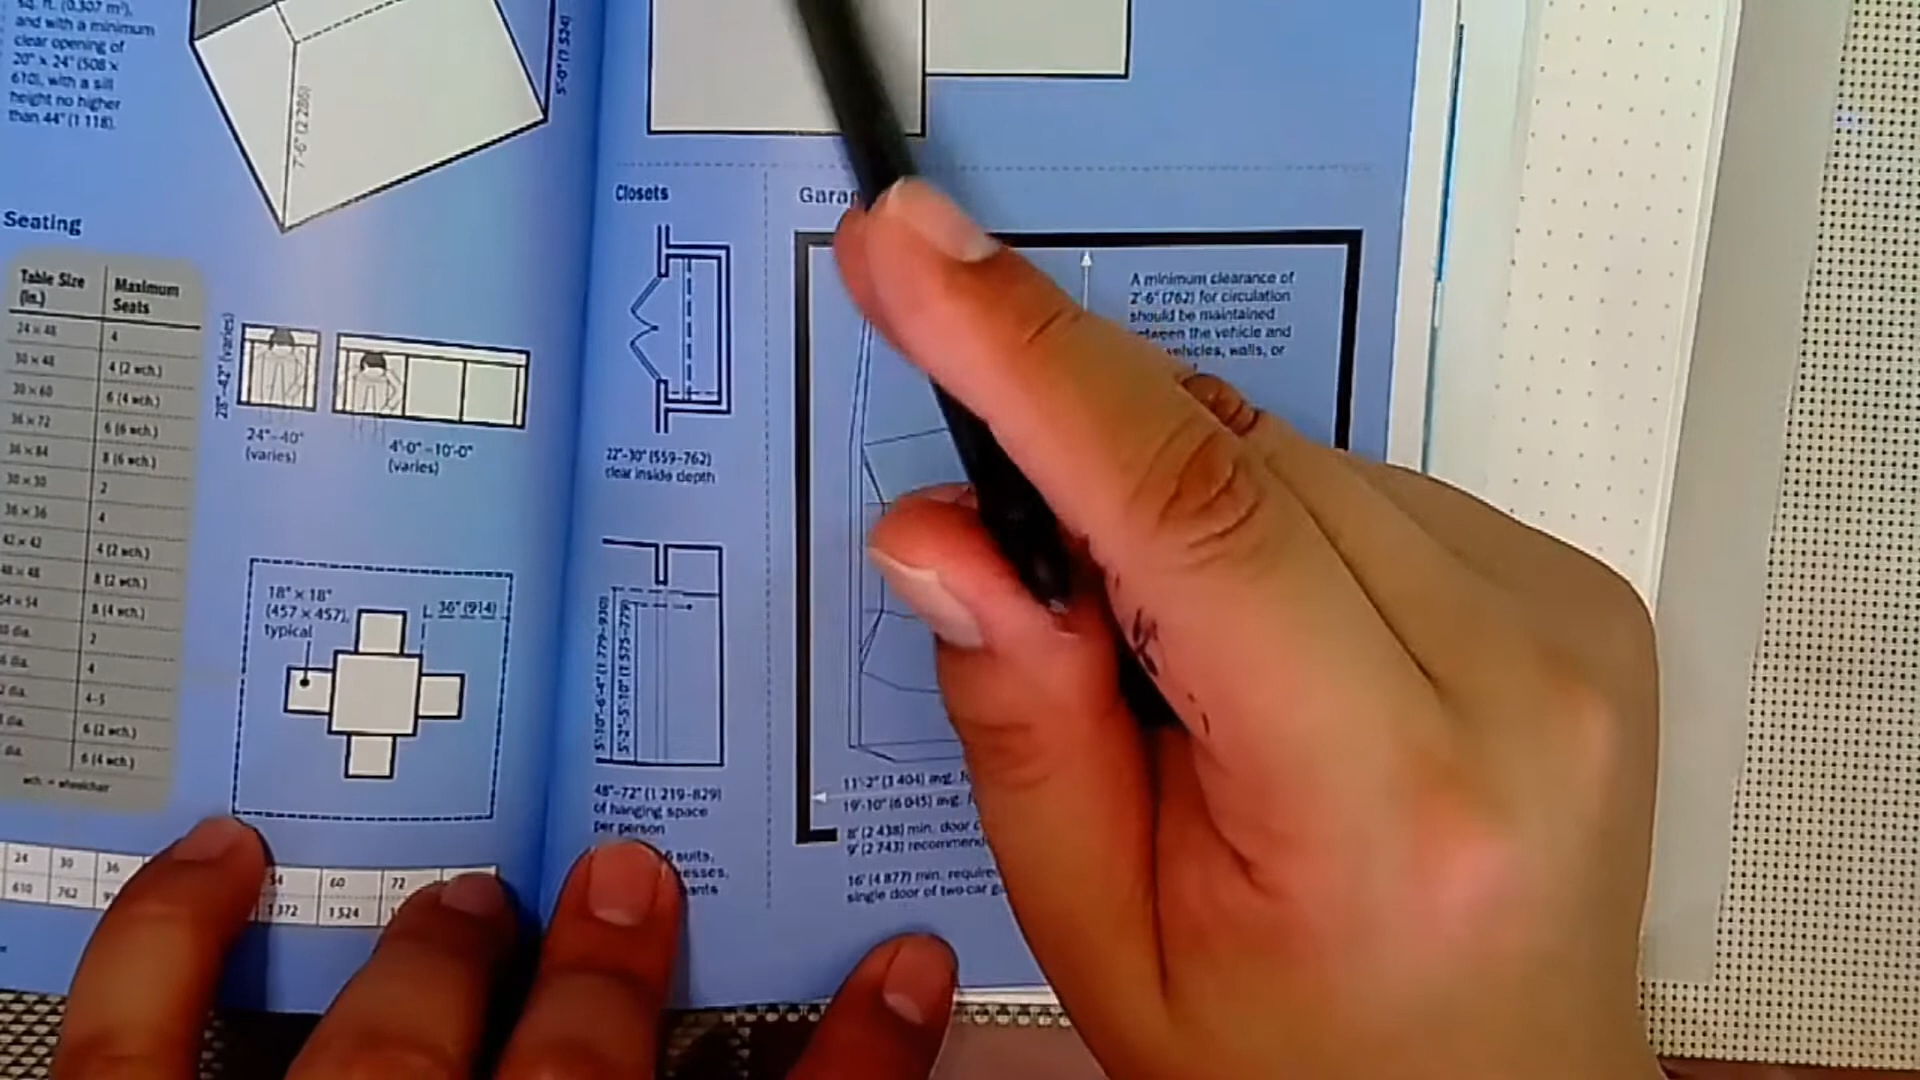 sq. ft. (0.307 m²),
and with a minimum
clear opening of
20" x 24" (508 x
610), with a sill
height no higher
than 44" (1 118).
7'-6" (2 286)
5'-0" (1 524)
Seating
Table Size (in.) Maximum Seats
24 x 48 4
30 x 48 4 (2 wch.)
30 x 60 6 (4 wch.)
36 x 72 6 (6 wch.)
36 x 84 8 (6 wch.)
30 x 30 2
36 x 36 4
42 x 42 4 (2 wch.)
48 x 48 8 (2 wch.)
54 x 54 8 (4 wch.)
dia. 2
dia. 4
dia. 4-5
dia. 6 (2 wch.)
dia. 6 (4 wch.)
wch. = wheelchair
28"-42" (varies)
24"-40"
(varies)
4'-0"-10'-0"
(varies)
18" x 18"
(457 x 457),
typical
36" (914)
24 30 36 54 60 72
610 762 1 372 1 524
Closets
22"-30" (559-762)
clear inside depth
5'-10"-6'-4" (1 779-930)
5'-2"-5'-10" (1 575-779)
48"-72" (1 219-829)
of hanging space
per person
6 suits,
A minimum clearance of
2'-6" (762) for circulation
should be maintained
the vehicle and
vehicles, walls, or
11'-2" (3 404) avg.
19'-10" (6 045) avg.
8' (2 438) min. door
9' (2 743)
16' (4 877) min.
single door of two-car